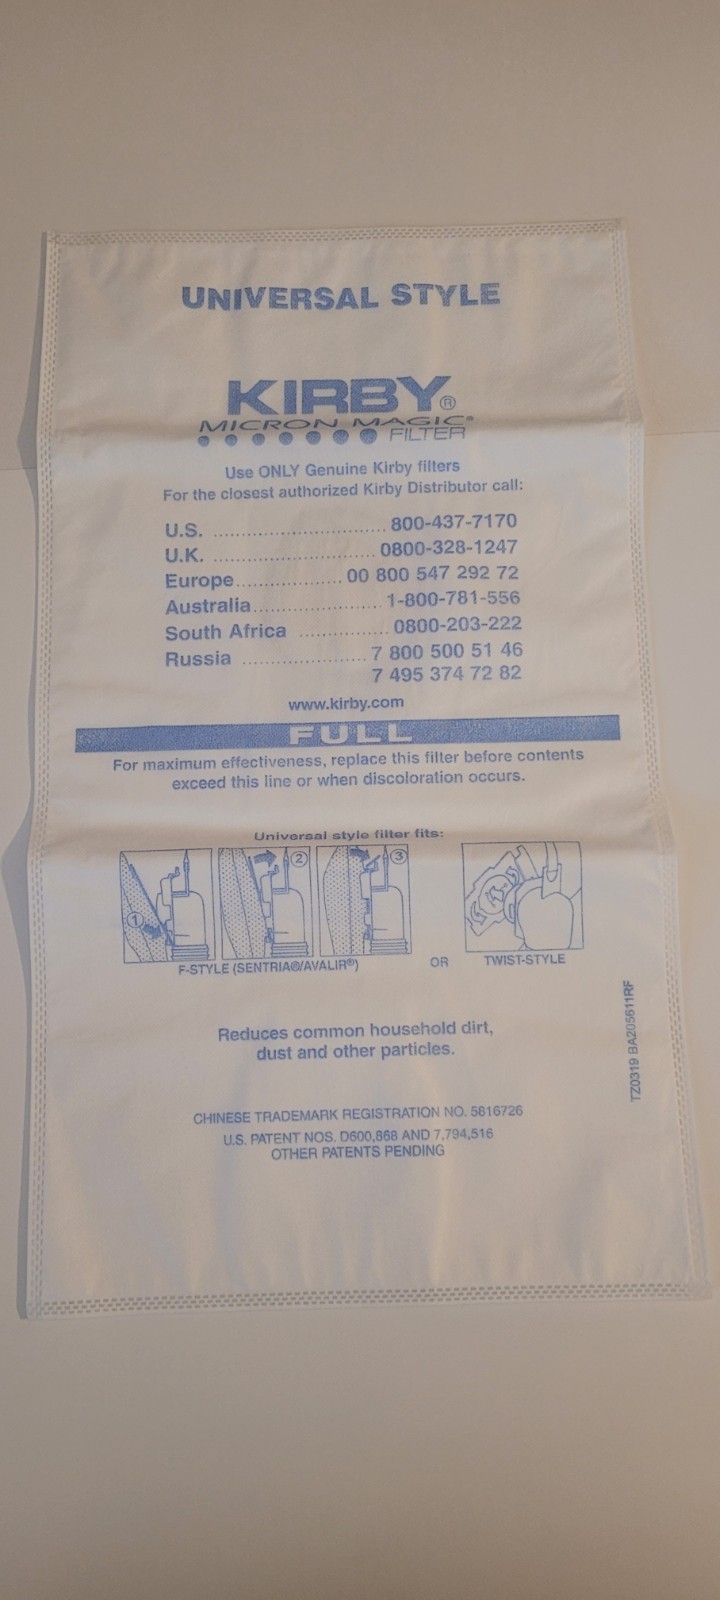 UNIVERSAL STYLE
KIRBY®
MICRON MAGIC®
FILTER
Use ONLY Genuine Kirby filters
For the closest authorized Kirby Distributor call:
U.S. ........................... 800-437-7170
U.K. ......................... 0800-328-1247
Europe ................. 00 800 547 292 72
Australia .................... 1-800-781-556
South Africa .............. 0800-203-222
Russia .................... 7 800 500 51 46
7 495 374 72 82
www.kirby.com
FULL
For maximum effectiveness, replace this filter before contents
exceed this line or when discoloration occurs.
Universal style filter fits:
1 2 3
F-STYLE (SENTRIA®/AVALIR®) OR TWIST-STYLE
TZ0319 BA205611RF
Reduces common household dirt,
dust and other particles.
CHINESE TRADEMARK REGISTRATION NO. 5816726
U.S. PATENT NOS. D600,868 AND 7,794,516
OTHER PATENTS PENDING